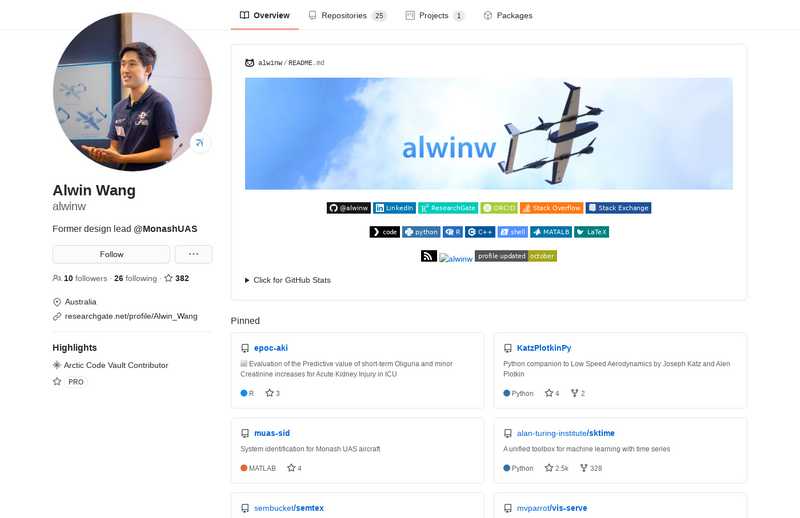 Overview
Repositories 25
Projects 1
Packages
Alwin Wang
alwinw
Former design lead @MonashUAS
Follow
10 followers · 26 following · 382
Australia
researchgate.net/profile/Alwin_Wang
Highlights
Arctic Code Vault Contributor
PRO
alwinw / README.md
alwinw
@alwinw LinkedIn ResearchGate ORCID Stack Overflow Stack Exchange
code python R C++ shell MATLAB LaTeX
alwinw profile updated october
Click for GitHub Stats
Pinned
epoc-aki
Evaluation of the Predictive value of short-term Oliguria and minor
Creatinine increases for Acute Kidney Injury in ICU
R 3
KatzPlotkinPy
Python companion to Low Speed Aerodynamics by Joseph Katz and Alen
Plotkin
Python 4 2
muas-sid
System identification for Monash UAS aircraft
MATLAB 4
alan-turing-institute/sktime
A unified toolbox for machine learning with time series
Python 2.5k 328
sembucket/semtex
mvparrot/vis-serve